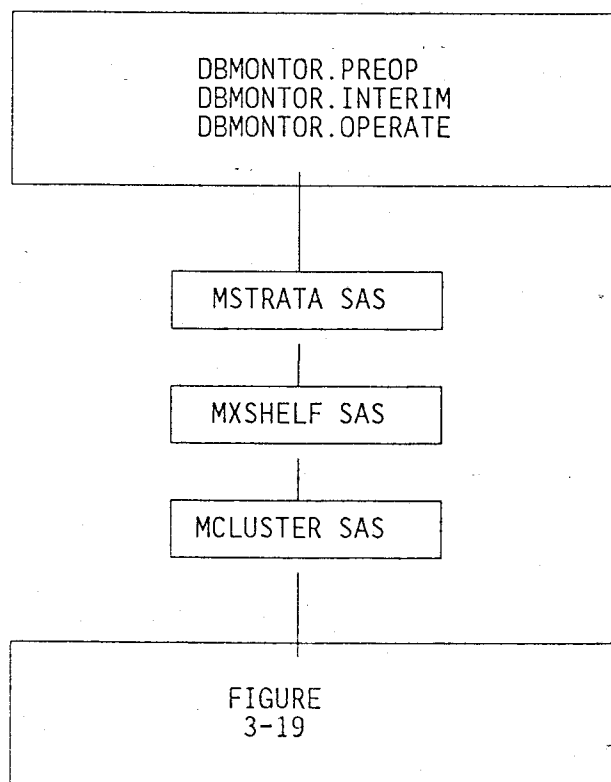 DBMONTOR.PREOP
DBMONTOR.INTERIM
DBMONTOR.OPERATE
MSTRATA SAS
MXSHELF SAS
MCLUSTER SAS
FIGURE
3-19